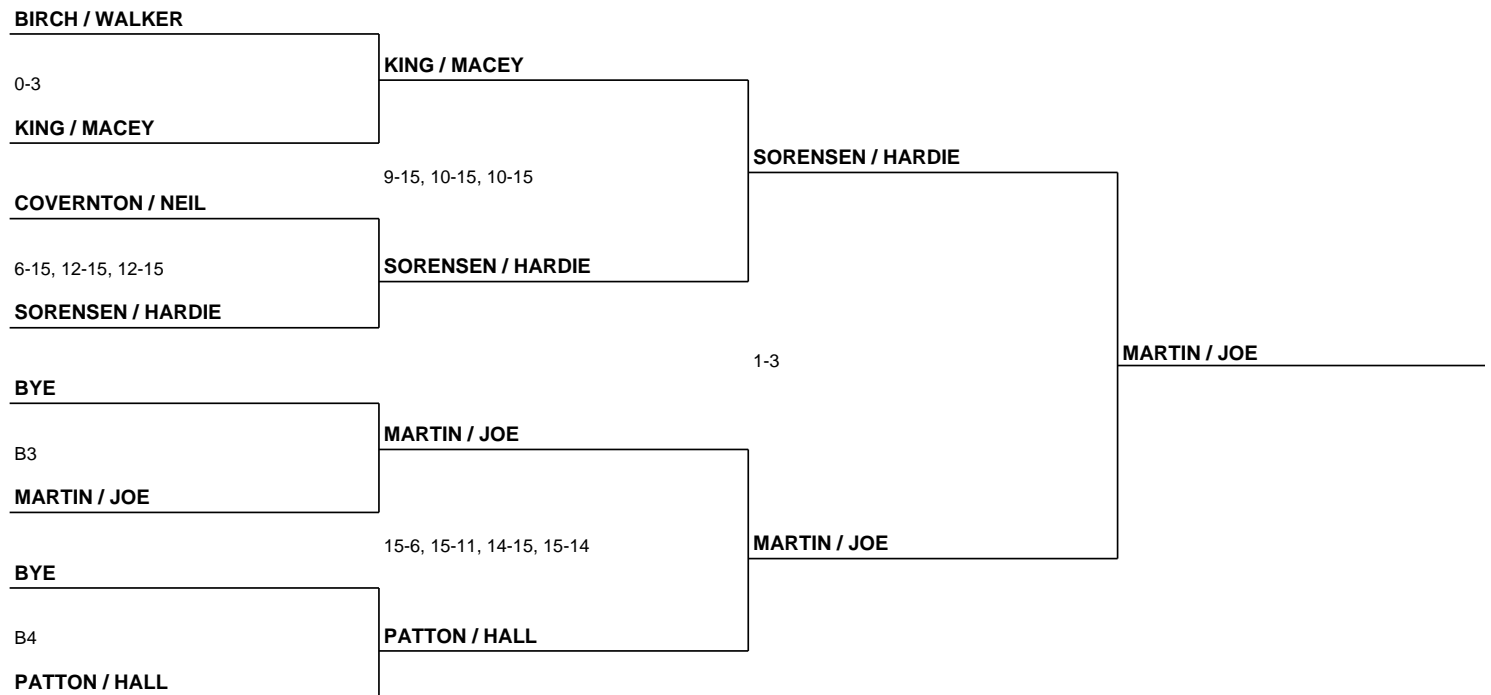 BIRCH / WALKER
0-3
KING / MACEY
KING / MACEY
9-15, 10-15, 10-15
COVERNTON / NEIL
6-15, 12-15, 12-15
SORENSEN / HARDIE
SORENSEN / HARDIE
SORENSEN / HARDIE
1-3
MARTIN / JOE
BYE
B3
MARTIN / JOE
MARTIN / JOE
15-6, 15-11, 14-15, 15-14
MARTIN / JOE
BYE
B4
PATTON / HALL
PATTON / HALL